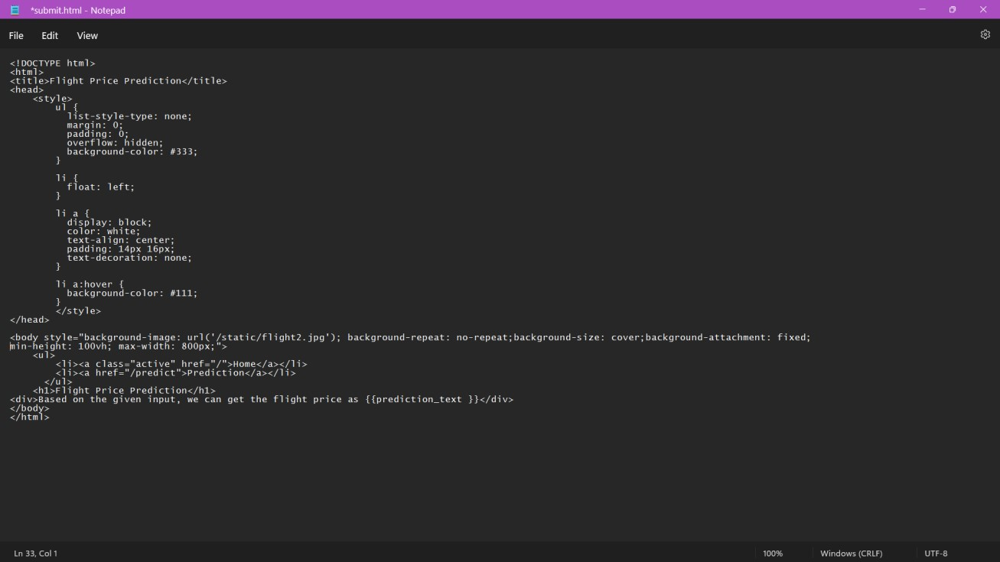 *submit.html - Notepad
File Edit View
<!DOCTYPE html>
<html>
<title>Flight Price Prediction</title>
<head>
    <style>
        ul {
          list-style-type: none;
          margin: 0;
          padding: 0;
          overflow: hidden;
          background-color: #333;
        }

        li {
          float: left;
        }

        li a {
          display: block;
          color: white;
          text-align: center;
          padding: 14px 16px;
          text-decoration: none;
        }

        li a:hover {
          background-color: #111;
        }
        </style>
</head>

<body style="background-image: url('/static/flight2.jpg'); background-repeat: no-repeat;background-size: cover;background-attachment: fixed;
min-height: 100vh; max-width: 800px;">
    <ul>
        <li><a class="active" href="/">Home</a></li>
        <li><a href="/predict">Prediction</a></li>
      </ul>
    <h1>Flight Price Prediction</h1>
<div>Based on the given input, we can get the flight price as {{prediction_text }}</div>
</body>
</html>
Ln 33, Col 1 100% Windows (CRLF) UTF-8